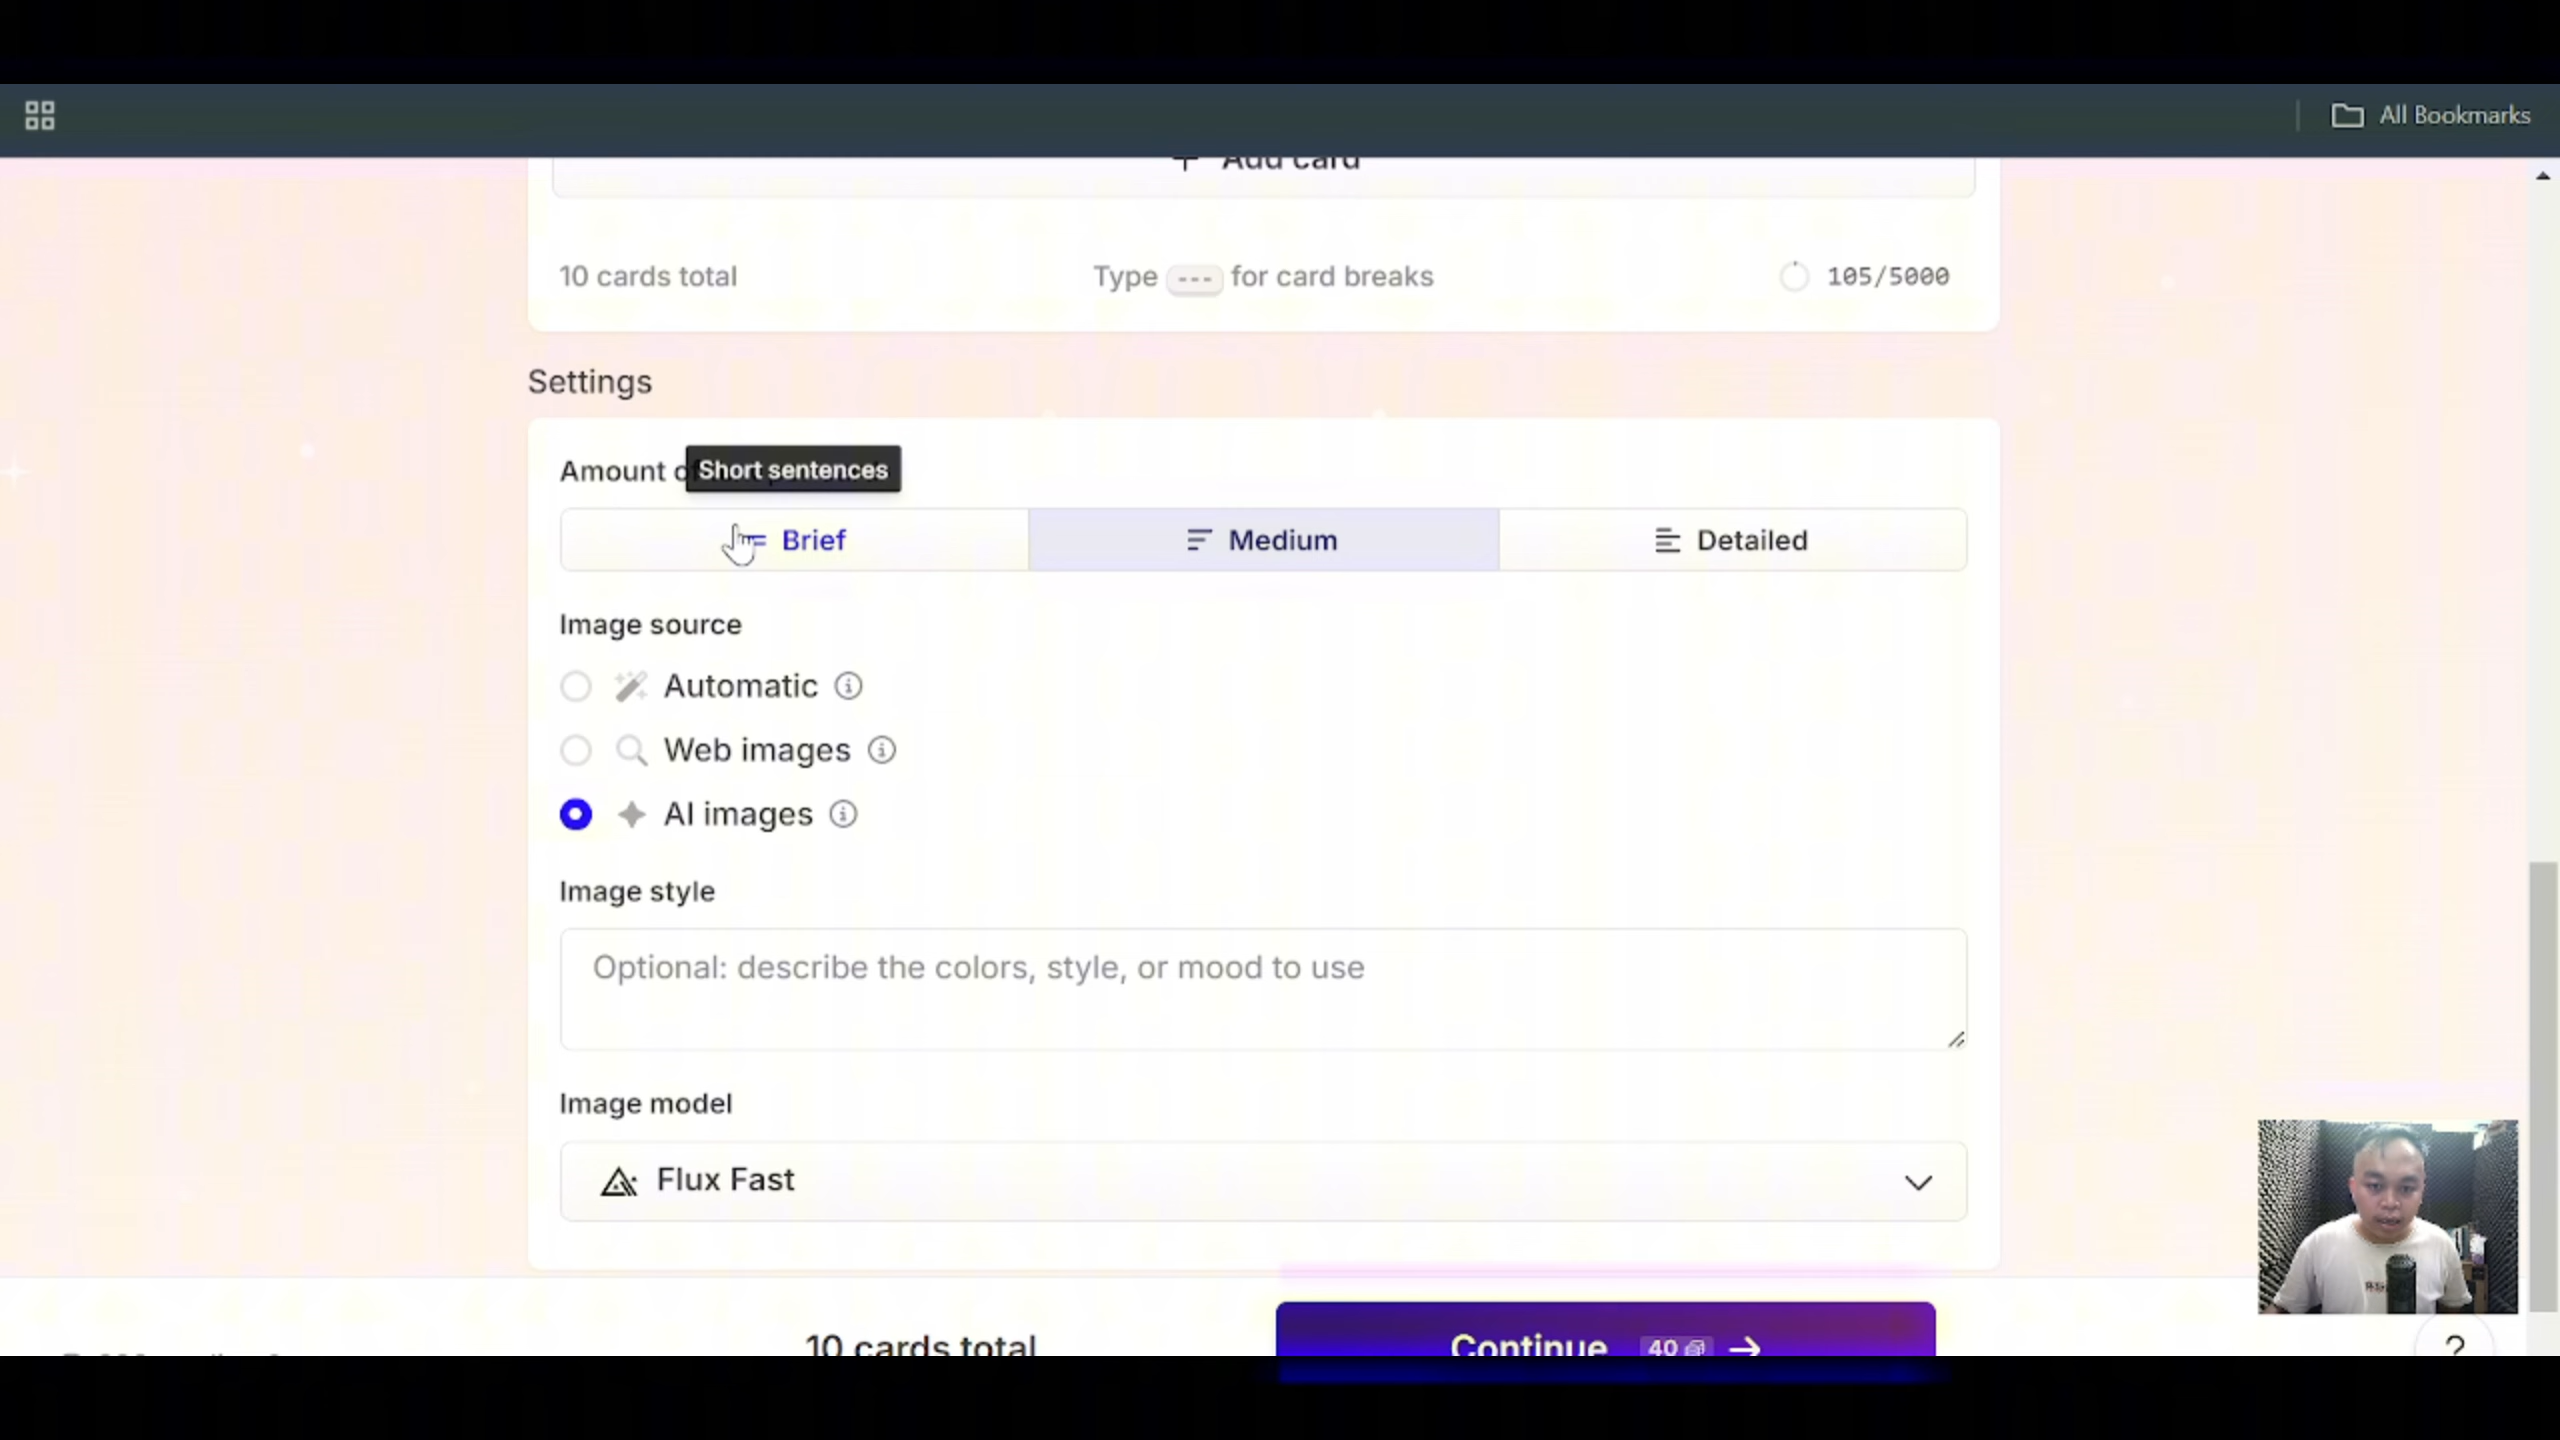 All Bookmarks
+ Add card
10 cards total
Type --- for card breaks
105/5000
Settings
Amount
Short sentences
Brief
Medium
Detailed
Image source
Automatic
Web images
AI images
Image style
Optional: describe the colors, style, or mood to use
Image model
Flux Fast
10 cards total
Continue 40
?